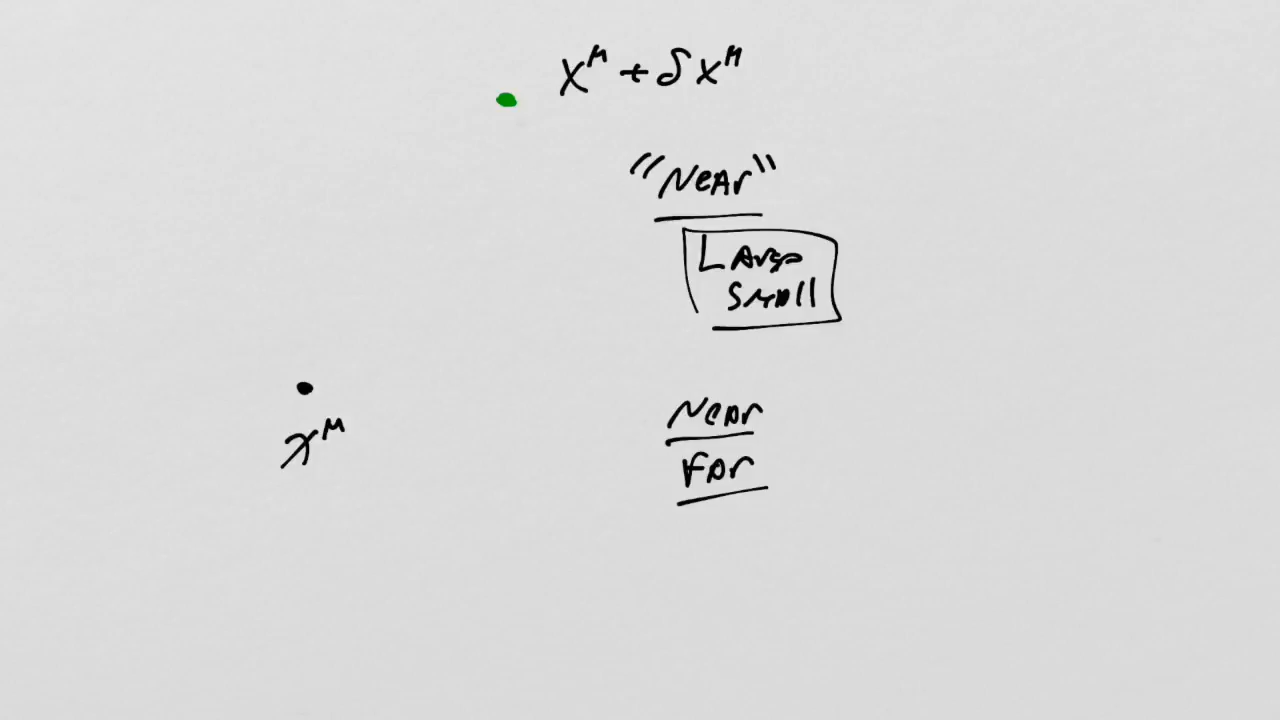 x^μ + δx^μ
"Near"
Large
Small
x^μ
Near
Far